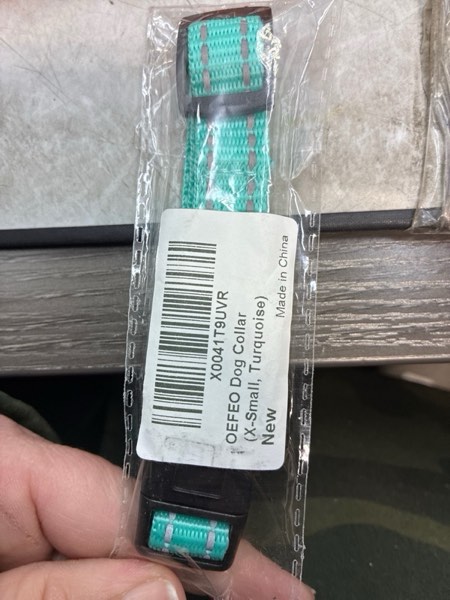 X0041T9UVR
OEFEO Dog Collar
(X-Small, Turquoise)
New
Made in China